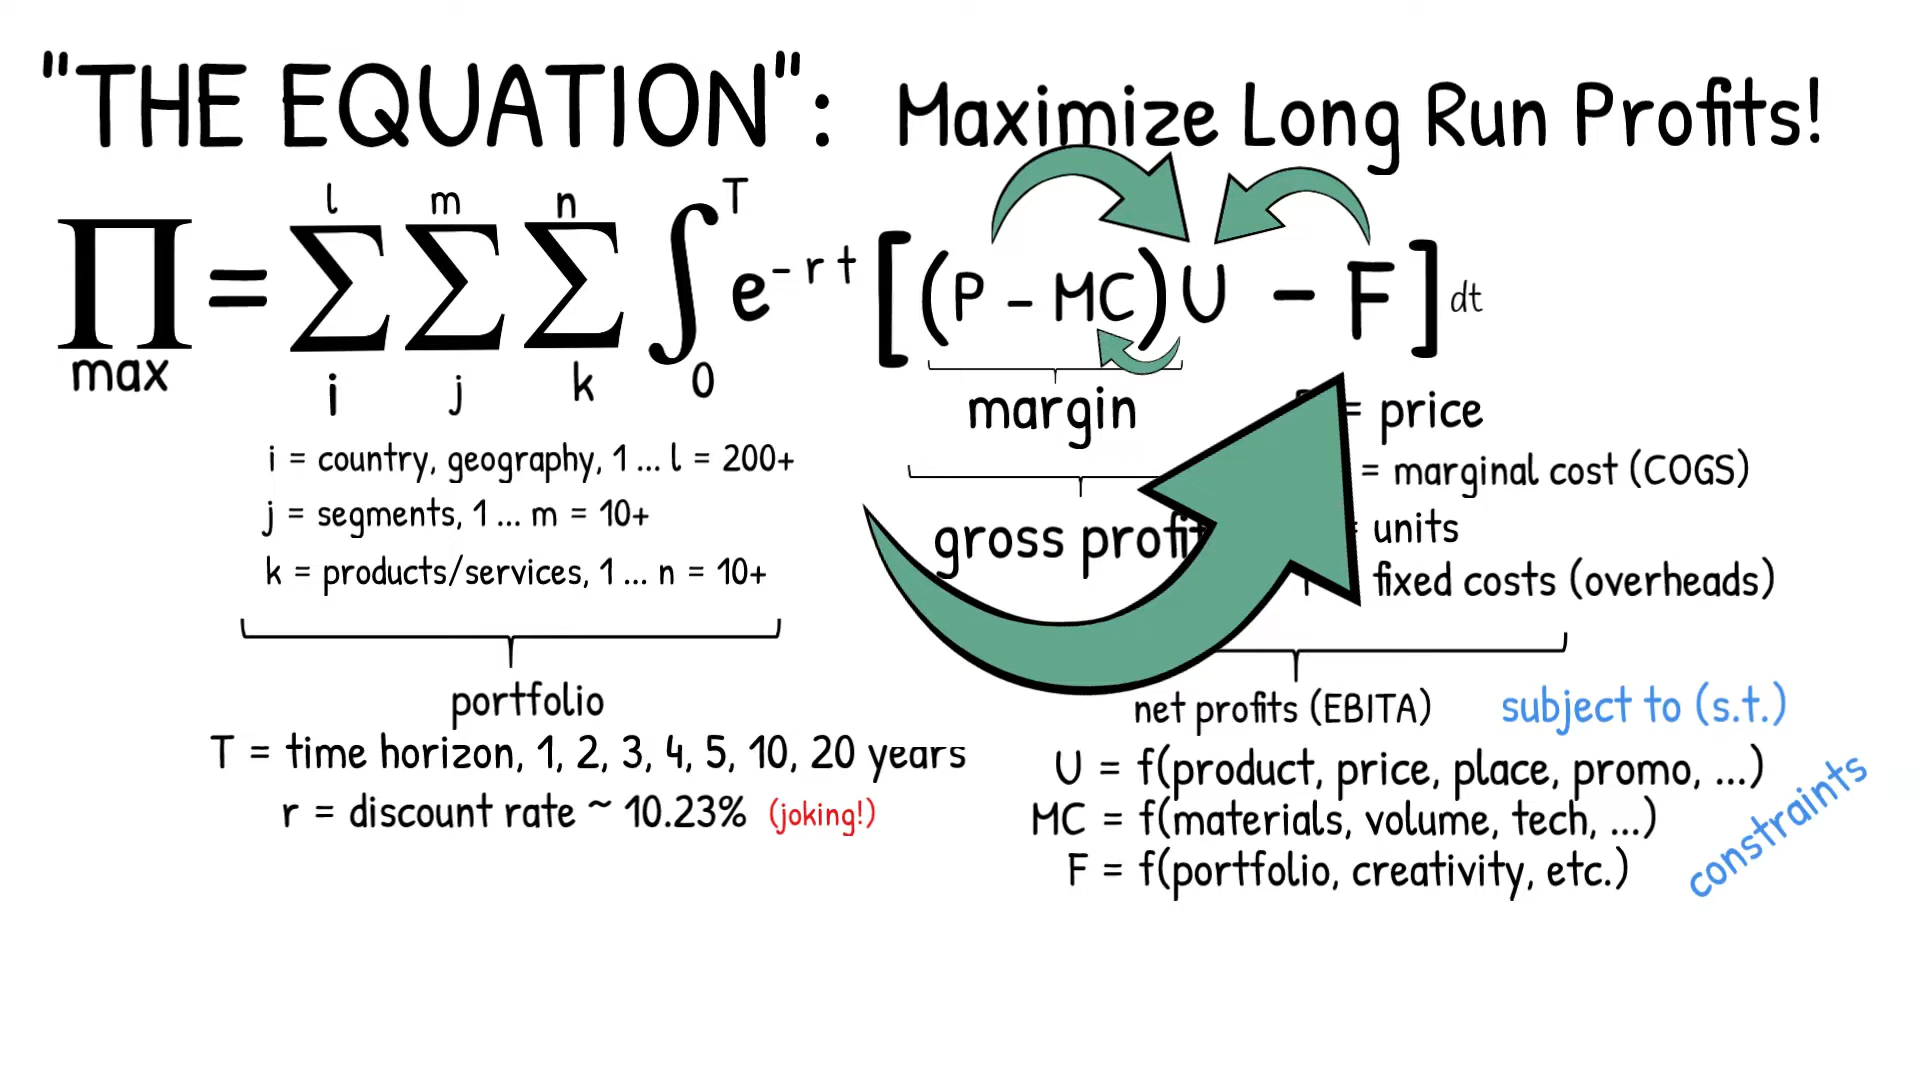 "THE EQUATION": Maximize Long Run Profits!
l m n T
∏ = ∑ ∑ ∑ ∫ e^{-rt} [(P - MC)U - F] dt
max i j k 0
margin
= price
i = country, geography, 1 ... l = 200+
= marginal cost (COGS)
j = segments, 1 ... m = 10+
gross profit
units
k = products/services, 1 ... n = 10+
fixed costs (overheads)
portfolio
net profits (EBITA)
subject to (s.t.)
T = time horizon, 1, 2, 3, 4, 5, 10, 20 years
U = f(product, price, place, promo, ...)
r = discount rate ~ 10.23% (joking!)
MC = f(materials, volume, tech, ...)
constraints
F = f(portfolio, creativity, etc.)